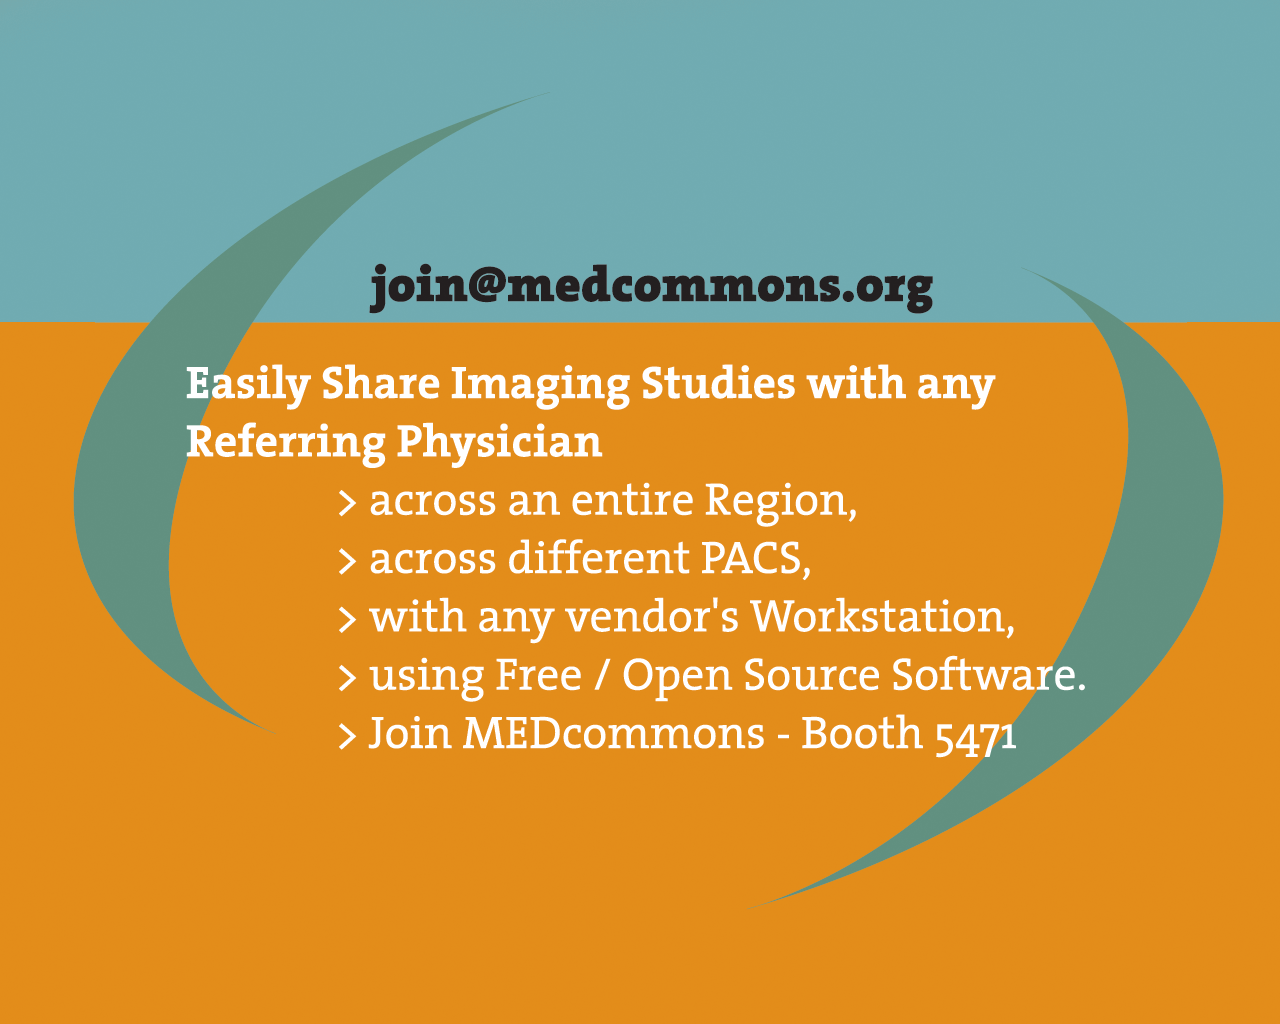 join@medcommons.org
Easily Share Imaging Studies with any
Referring Physician
> across an entire Region,
> across different PACS,
> with any vendor's Workstation,
> using Free / Open Source Software.
> Join MEDcommons - Booth 5471